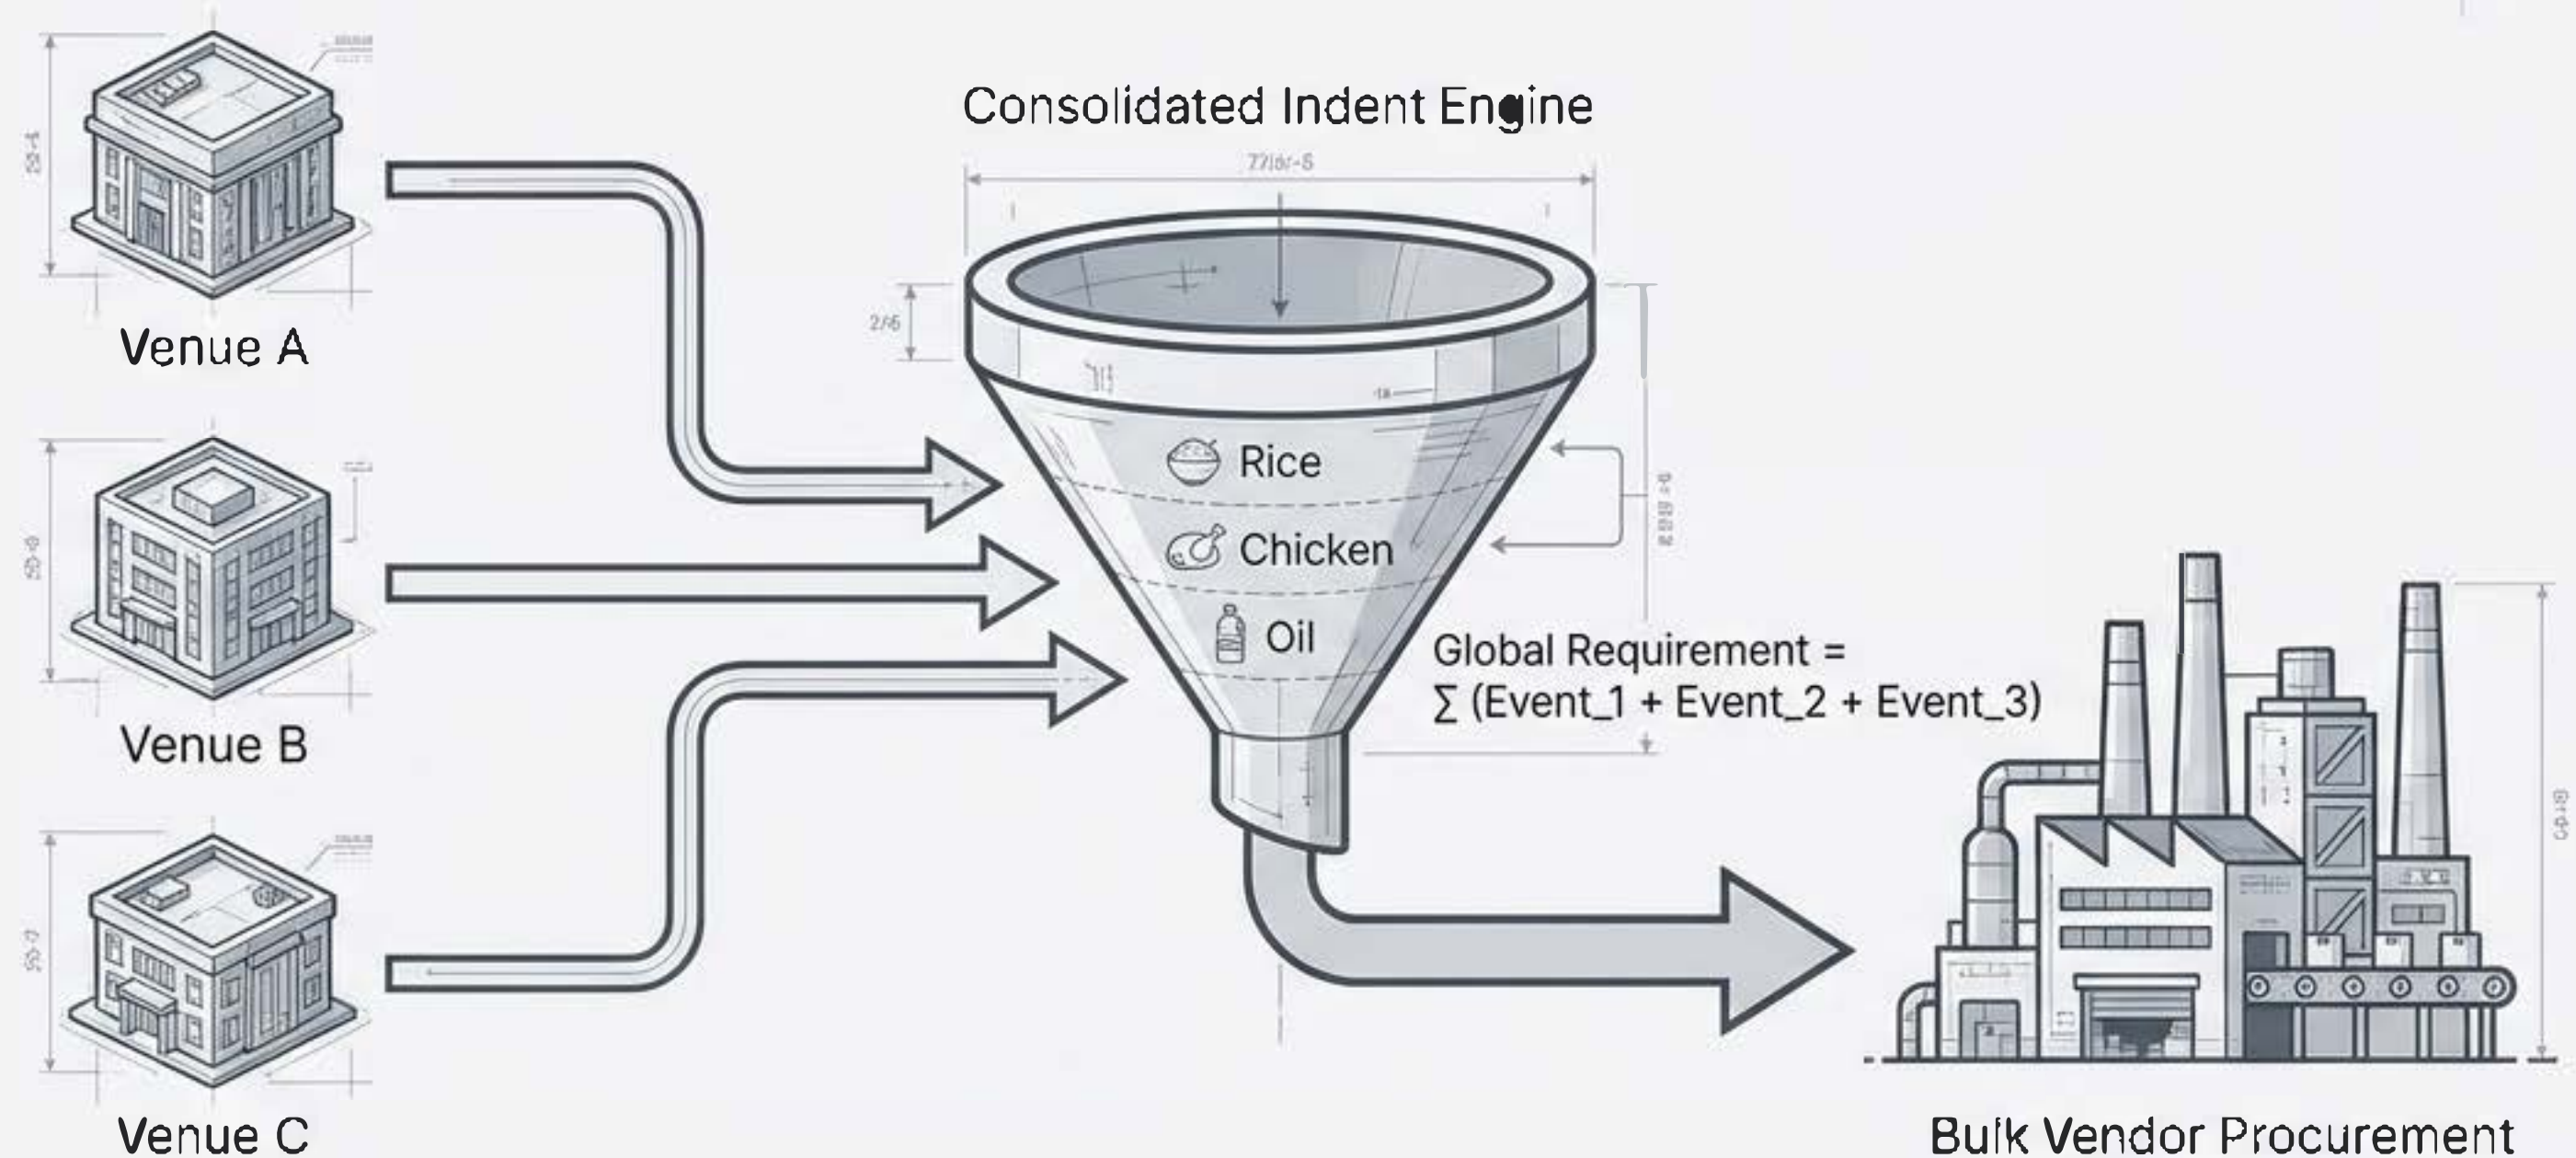 Consolidated Indent Engine
Venue A
Rice
Chicken
Oil
Global Requirement =
∑ (Event_1 + Event_2 + Event_3)
Venue B
Venue C
Bulk Vendor Procurement